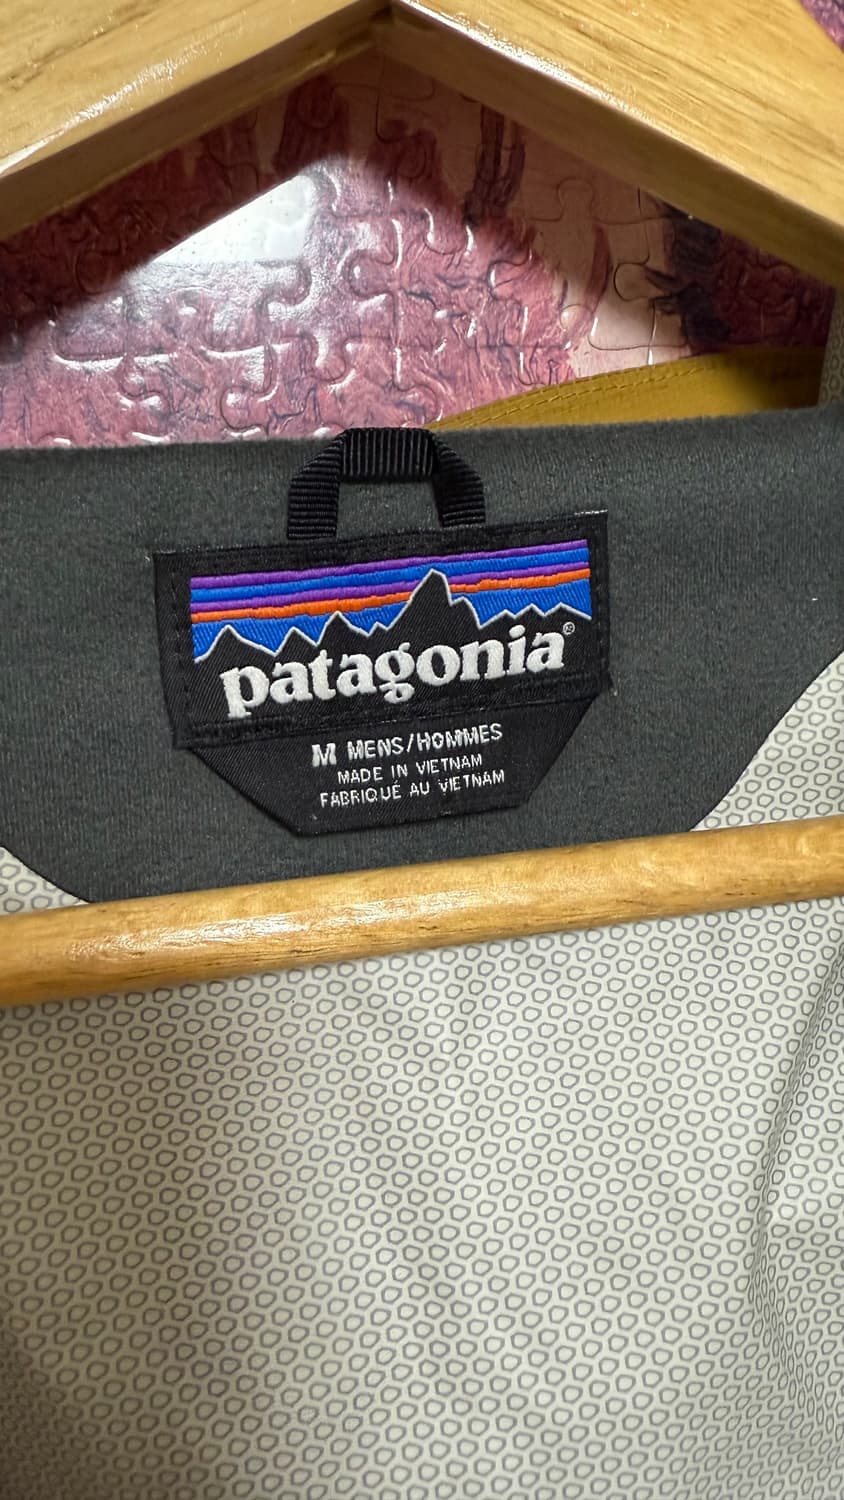 patagonia®
M MENS/HOMMES
MADE IN VIETNAM
FABRIQUÉ AU VIETNAM